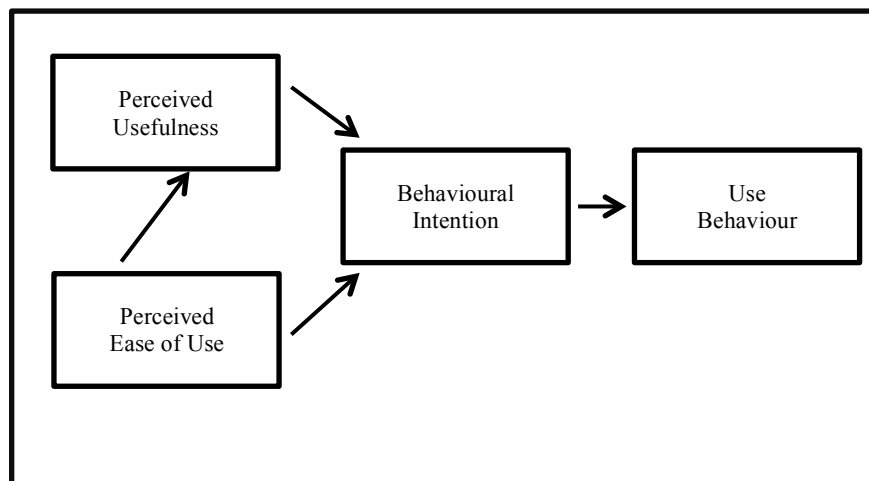 Perceived
Usefulness
Behavioural
Intention
Use
Behaviour
Perceived
Ease of Use